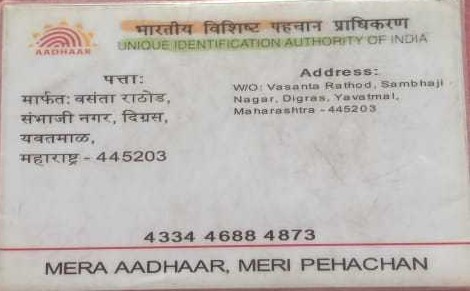 भारतीय विशिष्ट पहचान प्राधिकरण
UNIQUE IDENTIFICATION AUTHORITY OF INDIA
AADHAAR
पत्ता:
मार्फत: बसंता राठोड,
संभाजी नगर, दिग्रस,
यवतमाळ,
महाराष्ट्र - 445203
Address:
W/O: Vasanta Rathod, Sambhaji
Nagar, Digras, Yavatmal,
Maharashtra - 445203
4334 4688 4873
MERA AADHAAR, MERI PEHACHAN